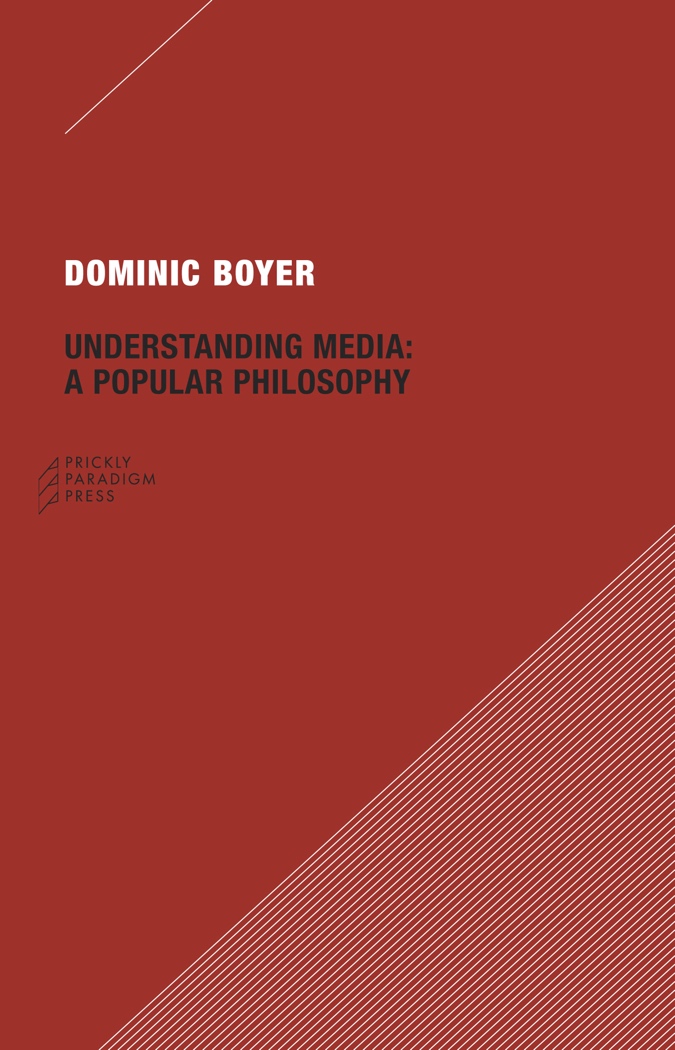 DOMINIC BOYER
UNDERSTANDING MEDIA:
A POPULAR PHILOSOPHY
PRICKLY
PARADIGM
PRESS